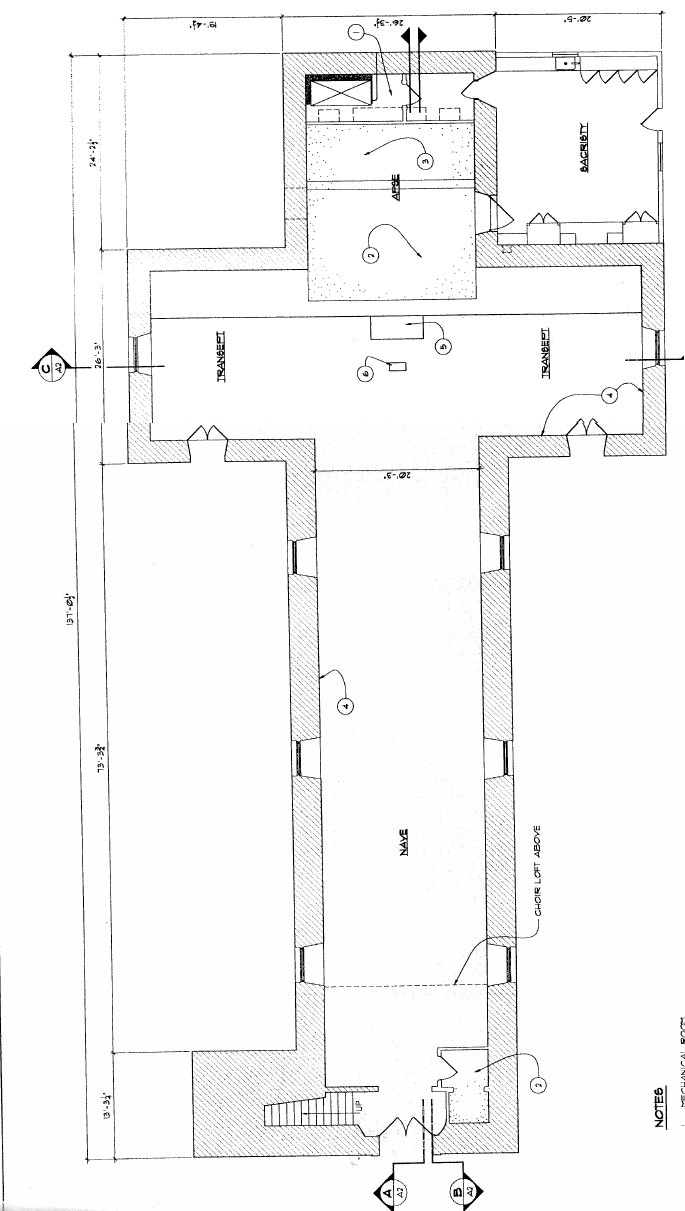 19'-4½"
26'-3½"
20'-5"
1
24'-2½"
3
APSE
SACRISTY
2
TRANSEPT
5
TRANSEPT
C
A2
26'-3"
6
4
20'-3"
137'-0½"
4
73'-3¾"
NAVE
CHOIR LOFT ABOVE
13'-3½"
UP
2
NOTES
1. MECHANICAL ROOM
A
A2
B
A2